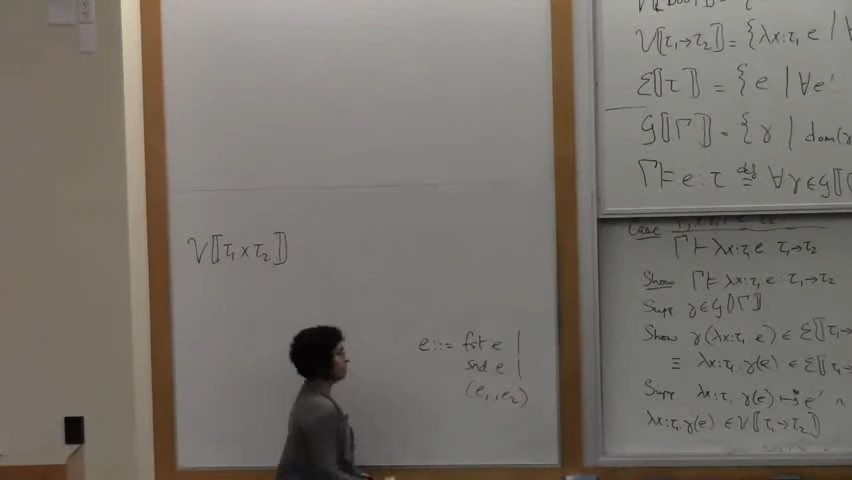 V⟦τ₁ × τ₂⟧
e ::= fst e |
snd e |
(e₁, e₂)
V⟦τ₁→τ₂⟧ = {λx:τ₁ e | ∀
Ɛ⟦τ⟧ = {e | ∀e'
G⟦Γ⟧ = {γ | dom(γ
Γ ⊨ e : τ ≝ ∀γ∈G⟦Γ
Case
Γ ⊢ λx:τ₁ e τ₁→τ₂
Show Γ ⊨ λx:τ₁ e : τ₁→τ₂
Supp γ∈G⟦Γ⟧
Show γ(λx:τ₁ e) ∈ Ɛ⟦τ₁→
≡ λx:τ₁. γ(e) ∈ Ɛ⟦τ₁→
Supp λx:τ₁. γ(e) ↦* e' ∧
λx:τ₁ γ(e) ∈ V⟦τ₁→τ₂⟧